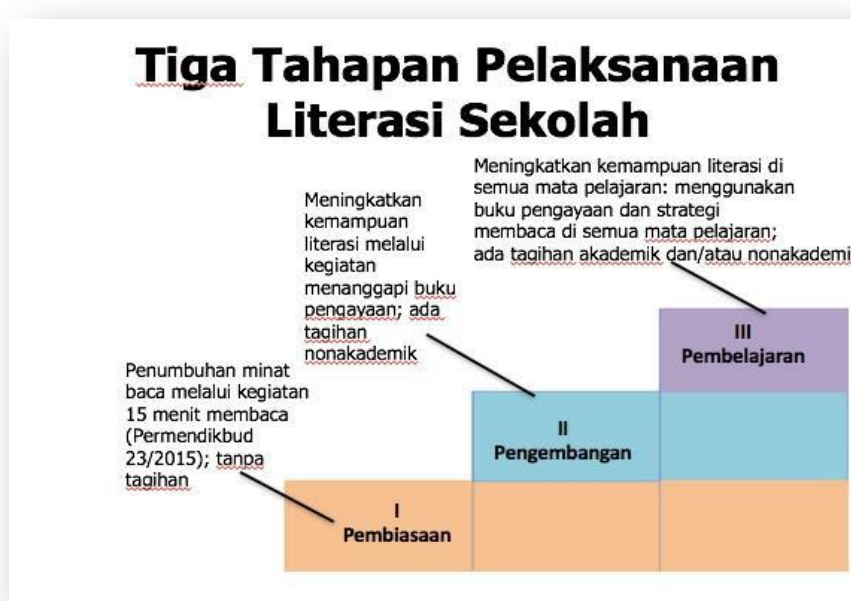 Tiga Tahapan Pelaksanaan
Literasi Sekolah
Meningkatkan kemampuan literasi di
semua mata pelajaran: menggunakan
buku pengayaan dan strategi
membaca di semua mata pelajaran;
ada tagihan akademik dan/atau nonakademi
Meningkatkan
kemampuan
literasi melalui
kegiatan
menanggapi buku
pengayaan; ada
tagihan
nonakademik
Penumbuhan minat
baca melalui kegiatan
15 menit membaca
(Permendikbud
23/2015); tanpa
tagihan
III
Pembelajaran
II
Pengembangan
I
Pembiasaan